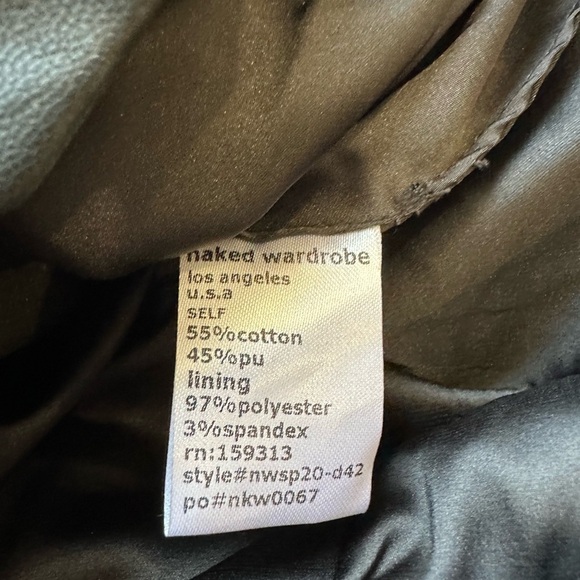 naked wardrobe
los angeles
u.s.a
SELF
55%cotton
45%pu
lining
97%polyester
3%spandex
rn:159313
style#nwsp20-d42
po#nkw0067